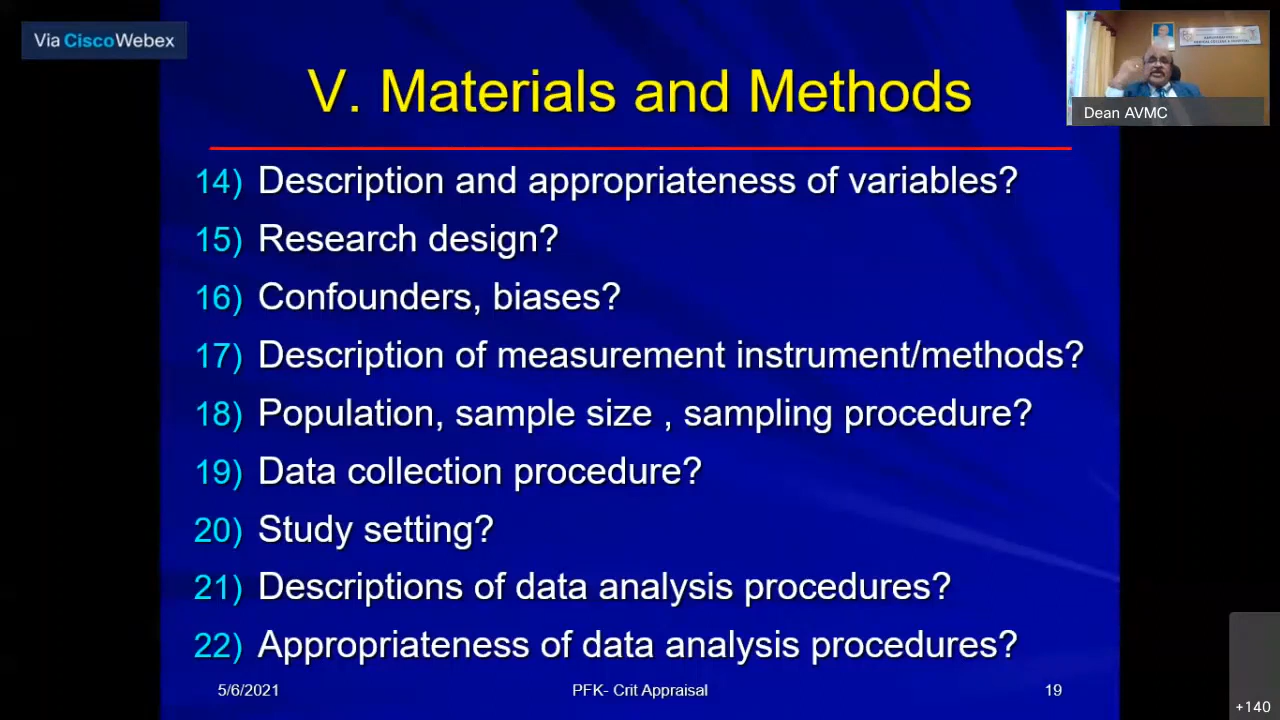 Via CiscoWebex
V. Materials and Methods
Dean AVMC
14) Description and appropriateness of variables?
15) Research design?
16) Confounders, biases?
17) Description of measurement instrument/methods?
18) Population, sample size , sampling procedure?
19) Data collection procedure?
20) Study setting?
21) Descriptions of data analysis procedures?
22) Appropriateness of data analysis procedures?
5/6/2021 PFK- Crit Appraisal 19
+140